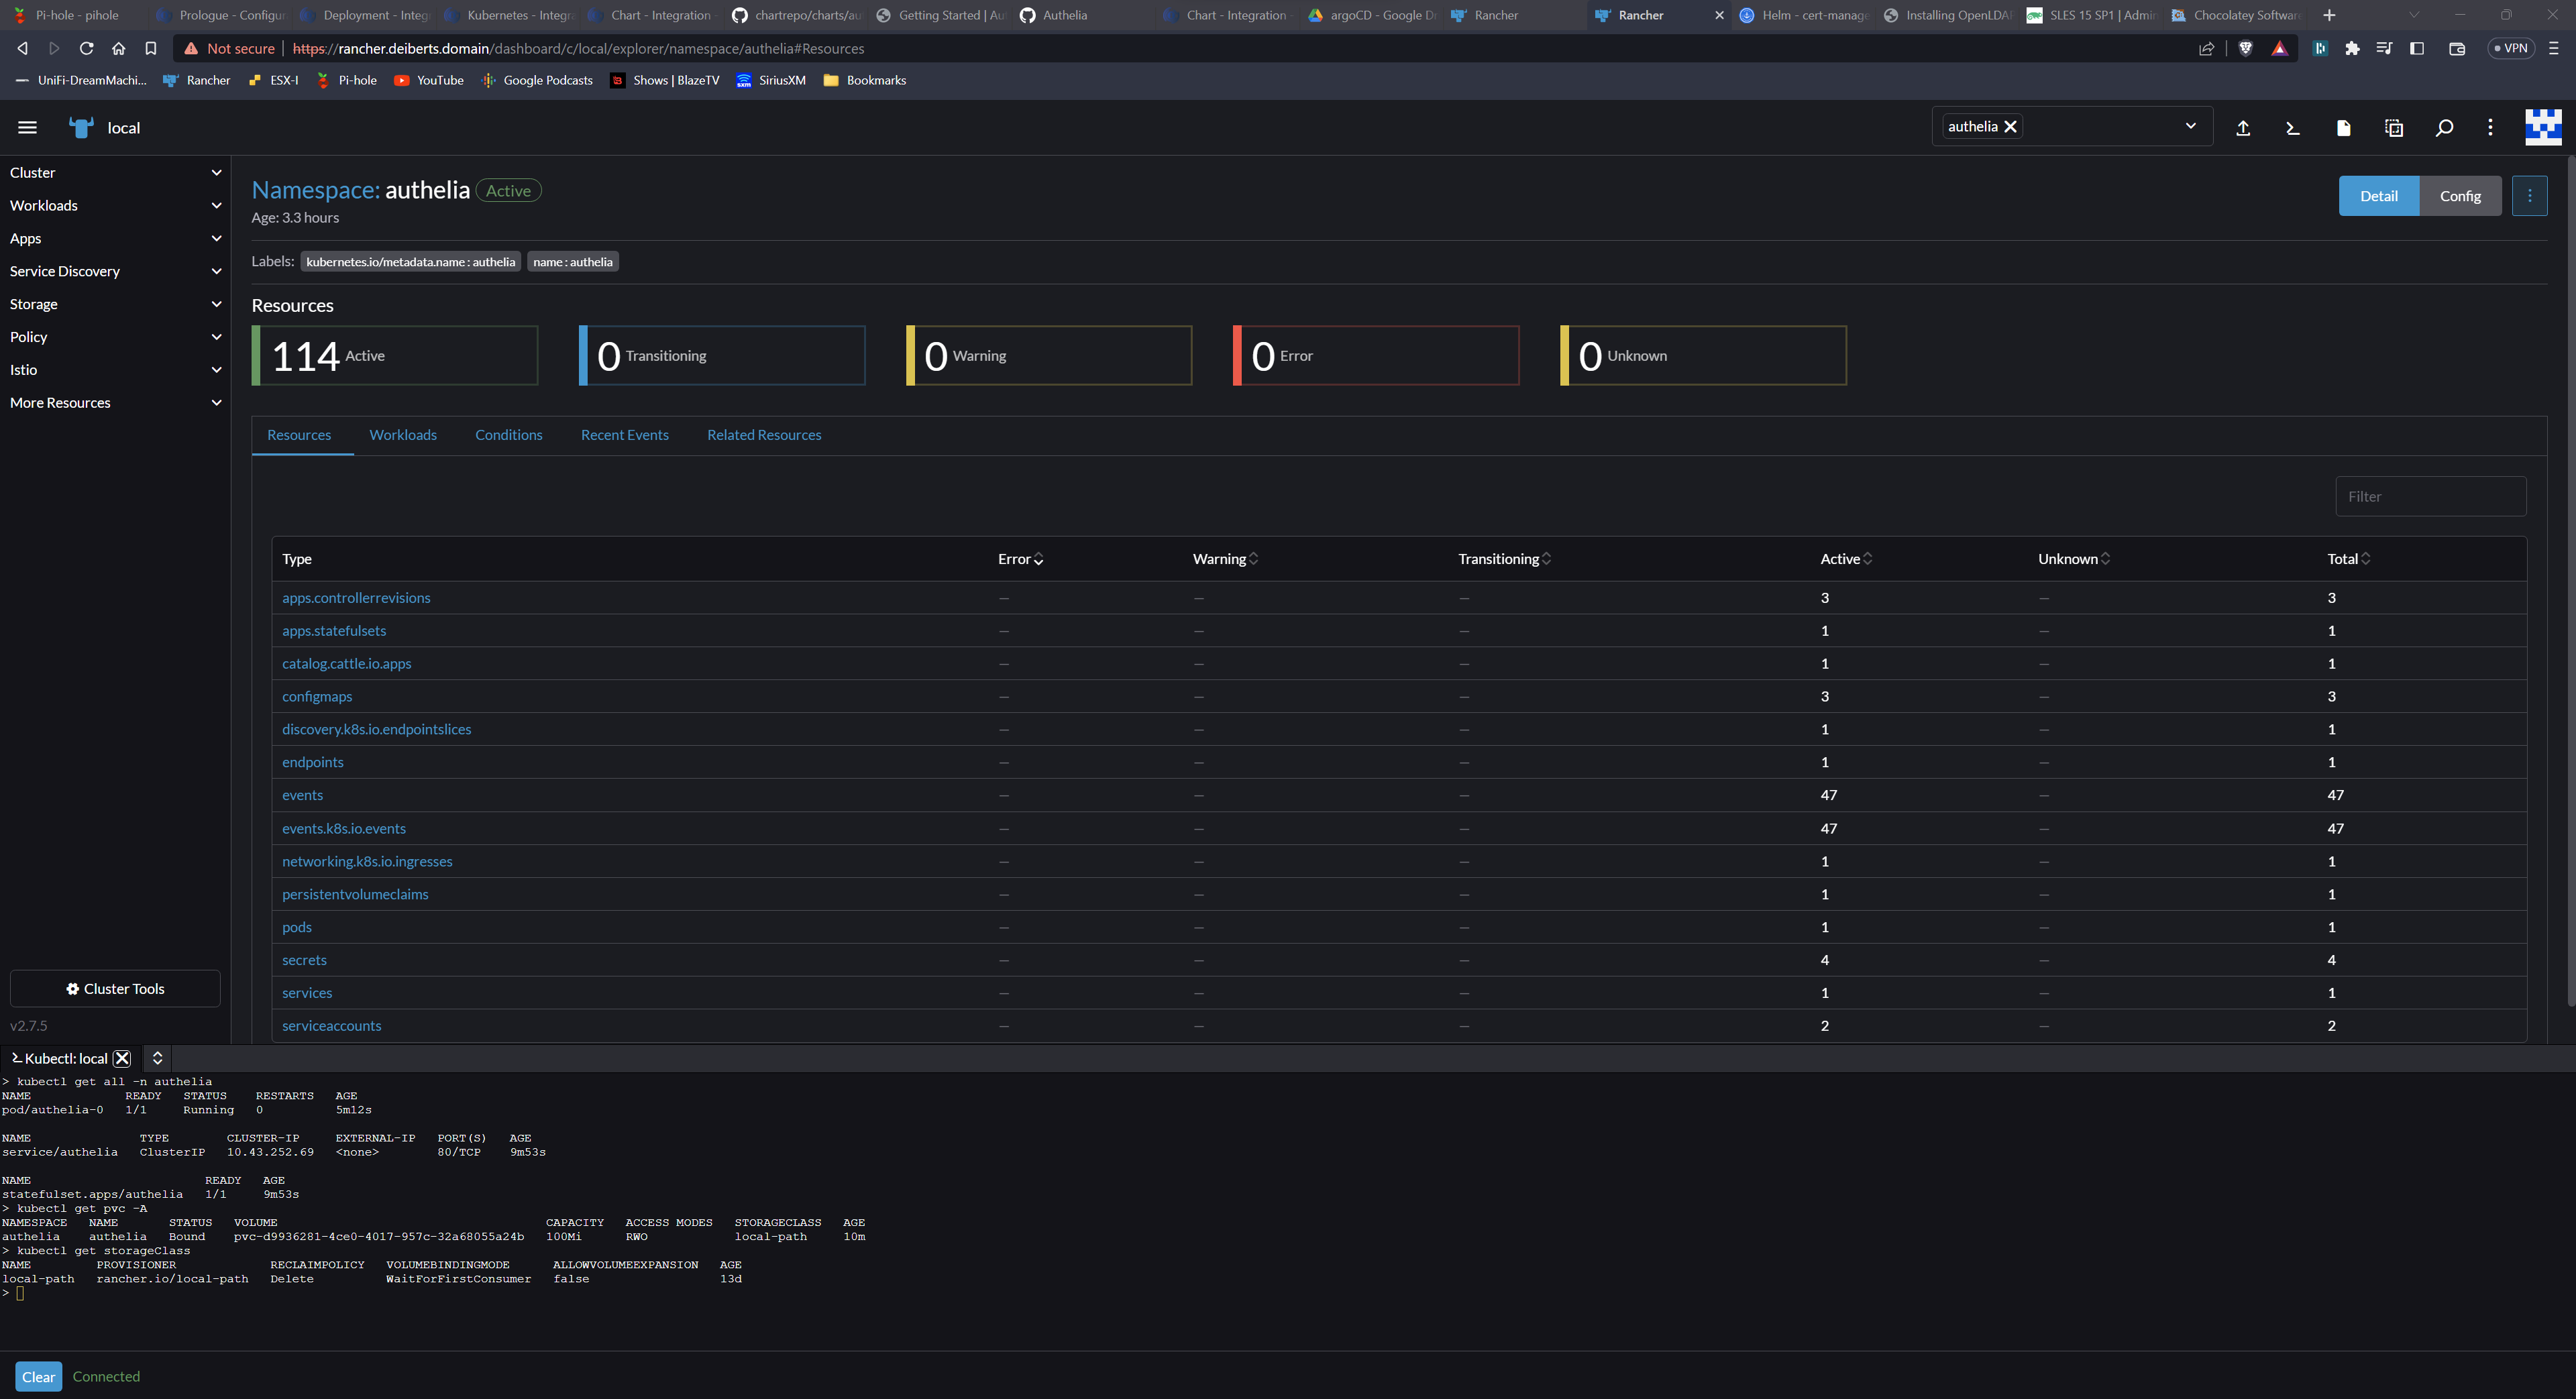 Pi-hole - pihole
Prologue - Configur
Deployment - Integr
Kubernetes - Integra
Chart - Integration
chartrepo/charts/au
Getting Started | Au
Authelia
Chart - Integration
argoCD - Google Dr
Rancher
Rancher
Helm - cert-manage
Installing OpenLDAP
SLES 15 SP1 | Admin
Chocolatey Software
Not secure | https://rancher.deiberts.domain/dashboard/c/local/explorer/namespace/authelia#Resources
VPN
UniFi-DreamMachi... Rancher ESX-I Pi-hole YouTube Google Podcasts Shows | BlazeTV SiriusXM Bookmarks
local
authelia
Cluster
Workloads
Apps
Service Discovery
Storage
Policy
Istio
More Resources
Cluster Tools
v2.7.5
Namespace: authelia Active
Detail Config
Age: 3.3 hours
Labels: kubernetes.io/metadata.name : authelia name : authelia
Resources
114 Active
0 Transitioning
0 Warning
0 Error
0 Unknown
Resources Workloads Conditions Recent Events Related Resources
Filter
Type Error Warning Transitioning Active Unknown Total
apps.controllerrevisions — — — 3 — 3
apps.statefulsets — — — 1 — 1
catalog.cattle.io.apps — — — 1 — 1
configmaps — — — 3 — 3
discovery.k8s.io.endpointslices — — — 1 — 1
endpoints — — — 1 — 1
events — — — 47 — 47
events.k8s.io.events — — — 47 — 47
networking.k8s.io.ingresses — — — 1 — 1
persistentvolumeclaims — — — 1 — 1
pods — — — 1 — 1
secrets — — — 4 — 4
services — — — 1 — 1
serviceaccounts — — — 2 — 2
Kubectl: local
> kubectl get all -n authelia
NAME READY STATUS RESTARTS AGE
pod/authelia-0 1/1 Running 0 5m12s
NAME TYPE CLUSTER-IP EXTERNAL-IP PORT(S) AGE
service/authelia ClusterIP 10.43.252.69 <none> 80/TCP 9m53s
NAME READY AGE
statefulset.apps/authelia 1/1 9m53s
> kubectl get pvc -A
NAMESPACE NAME STATUS VOLUME CAPACITY ACCESS MODES STORAGECLASS AGE
authelia authelia Bound pvc-d9936281-4ce0-4017-957c-32a68055a24b 100Mi RWO local-path 10m
> kubectl get storageClass
NAME PROVISIONER RECLAIMPOLICY VOLUMEBINDINGMODE ALLOWVOLUMEEXPANSION AGE
local-path rancher.io/local-path Delete WaitForFirstConsumer false 13d
>
Clear Connected